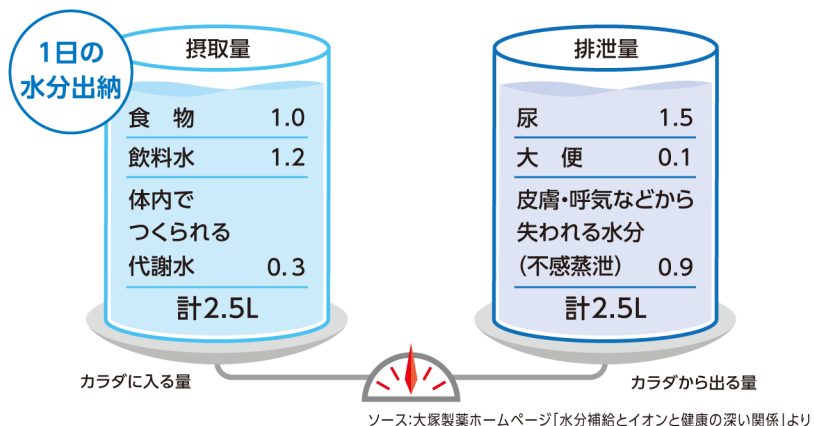 1日の
水分出納
摂取量
食 物 1.0
飲料水 1.2
体内で
つくられる
代謝水 0.3
計2.5L
カラダに入る量
排泄量
尿 1.5
大 便 0.1
皮膚・呼気などから
失われる水分
(不感蒸泄) 0.9
計2.5L
カラダから出る量
ソース:大塚製薬ホームページ「水分補給とイオンと健康の深い関係」より